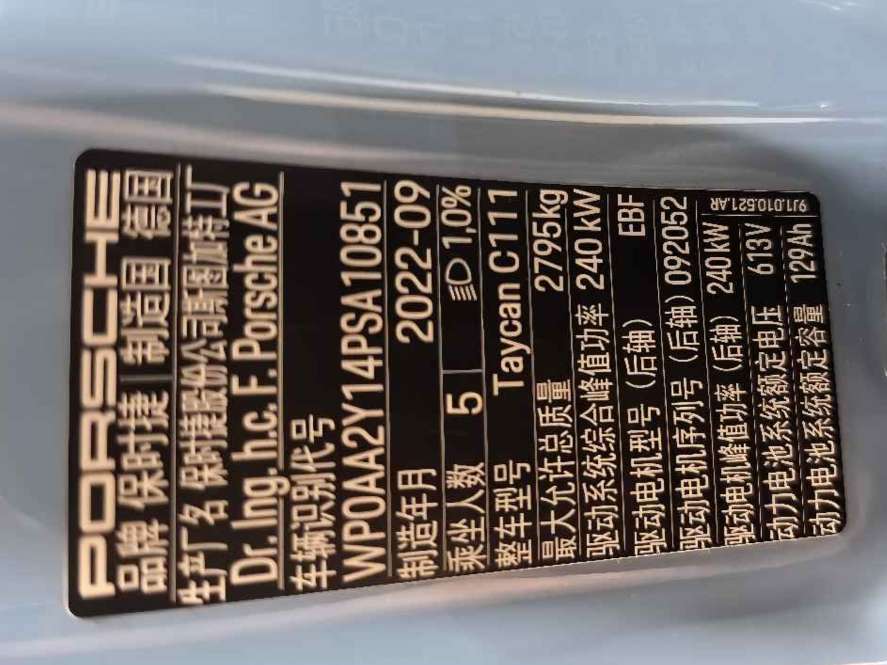 PORSCHE
品牌 保时捷 制造国 德国
生产厂名 保时捷股份公司斯图加特工厂
Dr. Ing. h.c. F. Porsche AG
车辆识别代号
WP0AA2Y14PSA10851
制造年月 2022-09
乘坐人数 5 1,0%
整车型号 Taycan C111
最大允许总质量 2795kg
驱动系统综合峰值功率 240 kW
驱动电机型号（后轴） EBF
驱动电机序列号（后轴）092052
驱动电机峰值功率（后轴） 240 kW
动力电池系统额定电压 613V
动力电池系统额定容量 129Ah
9J1.010.521.AR